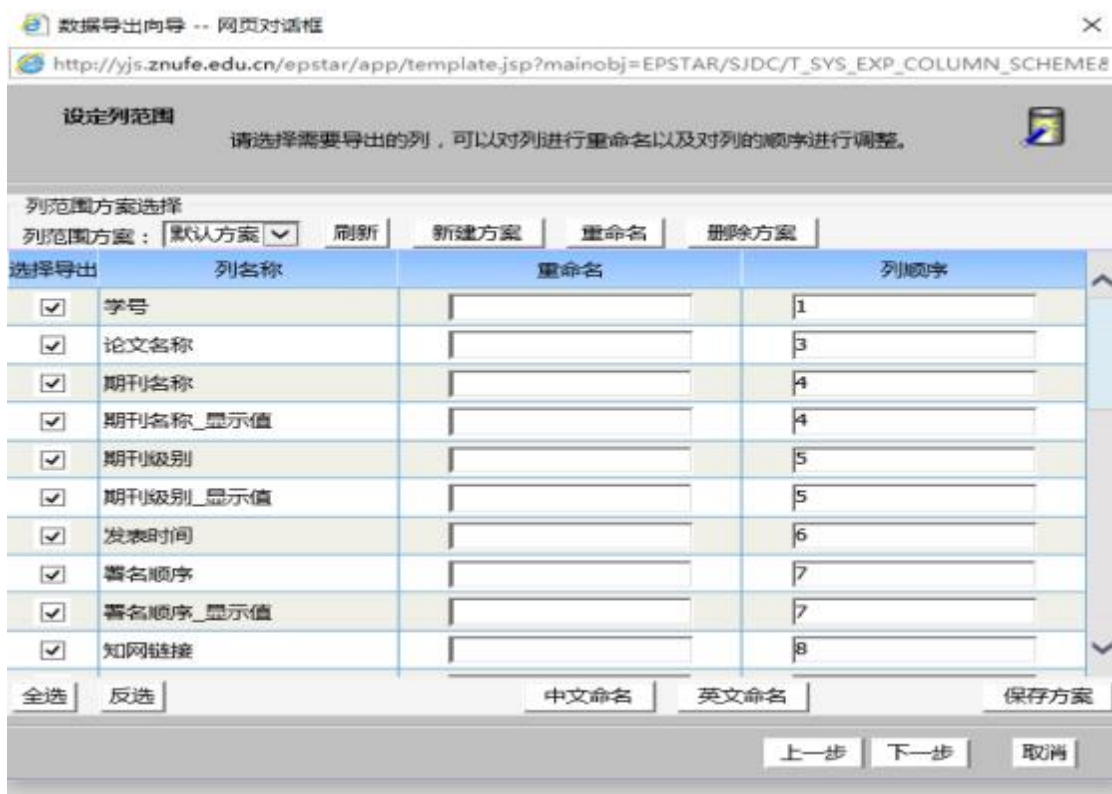 数据导出向导 -- 网页对话框
http://yjs.znufe.edu.cn/epstar/app/template.jsp?mainobj=EPSTAR/SJDC/T_SYS_EXP_COLUMN_SCHEME&
设定列范围
请选择需要导出的列，可以对列进行重命名以及对列的顺序进行调整。
列范围方案选择
列范围方案： 默认方案 刷新 新建方案 重命名 删除方案
选择导出 列名称 重命名 列顺序
学号 1
论文名称 3
期刊名称 4
期刊名称_显示值 4
期刊级别 5
期刊级别_显示值 5
发表时间 6
署名顺序 7
署名顺序_显示值 7
知网链接 8
全选 反选 中文命名 英文命名 保存方案
上一步 下一步 取消